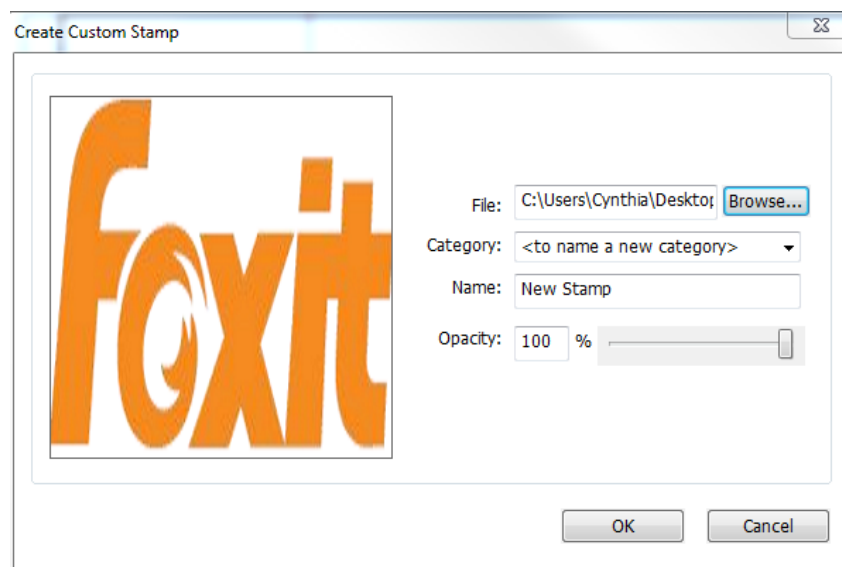 Create Custom Stamp
foxit
File: C:\Users\Cynthia\Desktop Browse...
Category: <to name a new category>
Name: New Stamp
Opacity: 100 %
OK Cancel